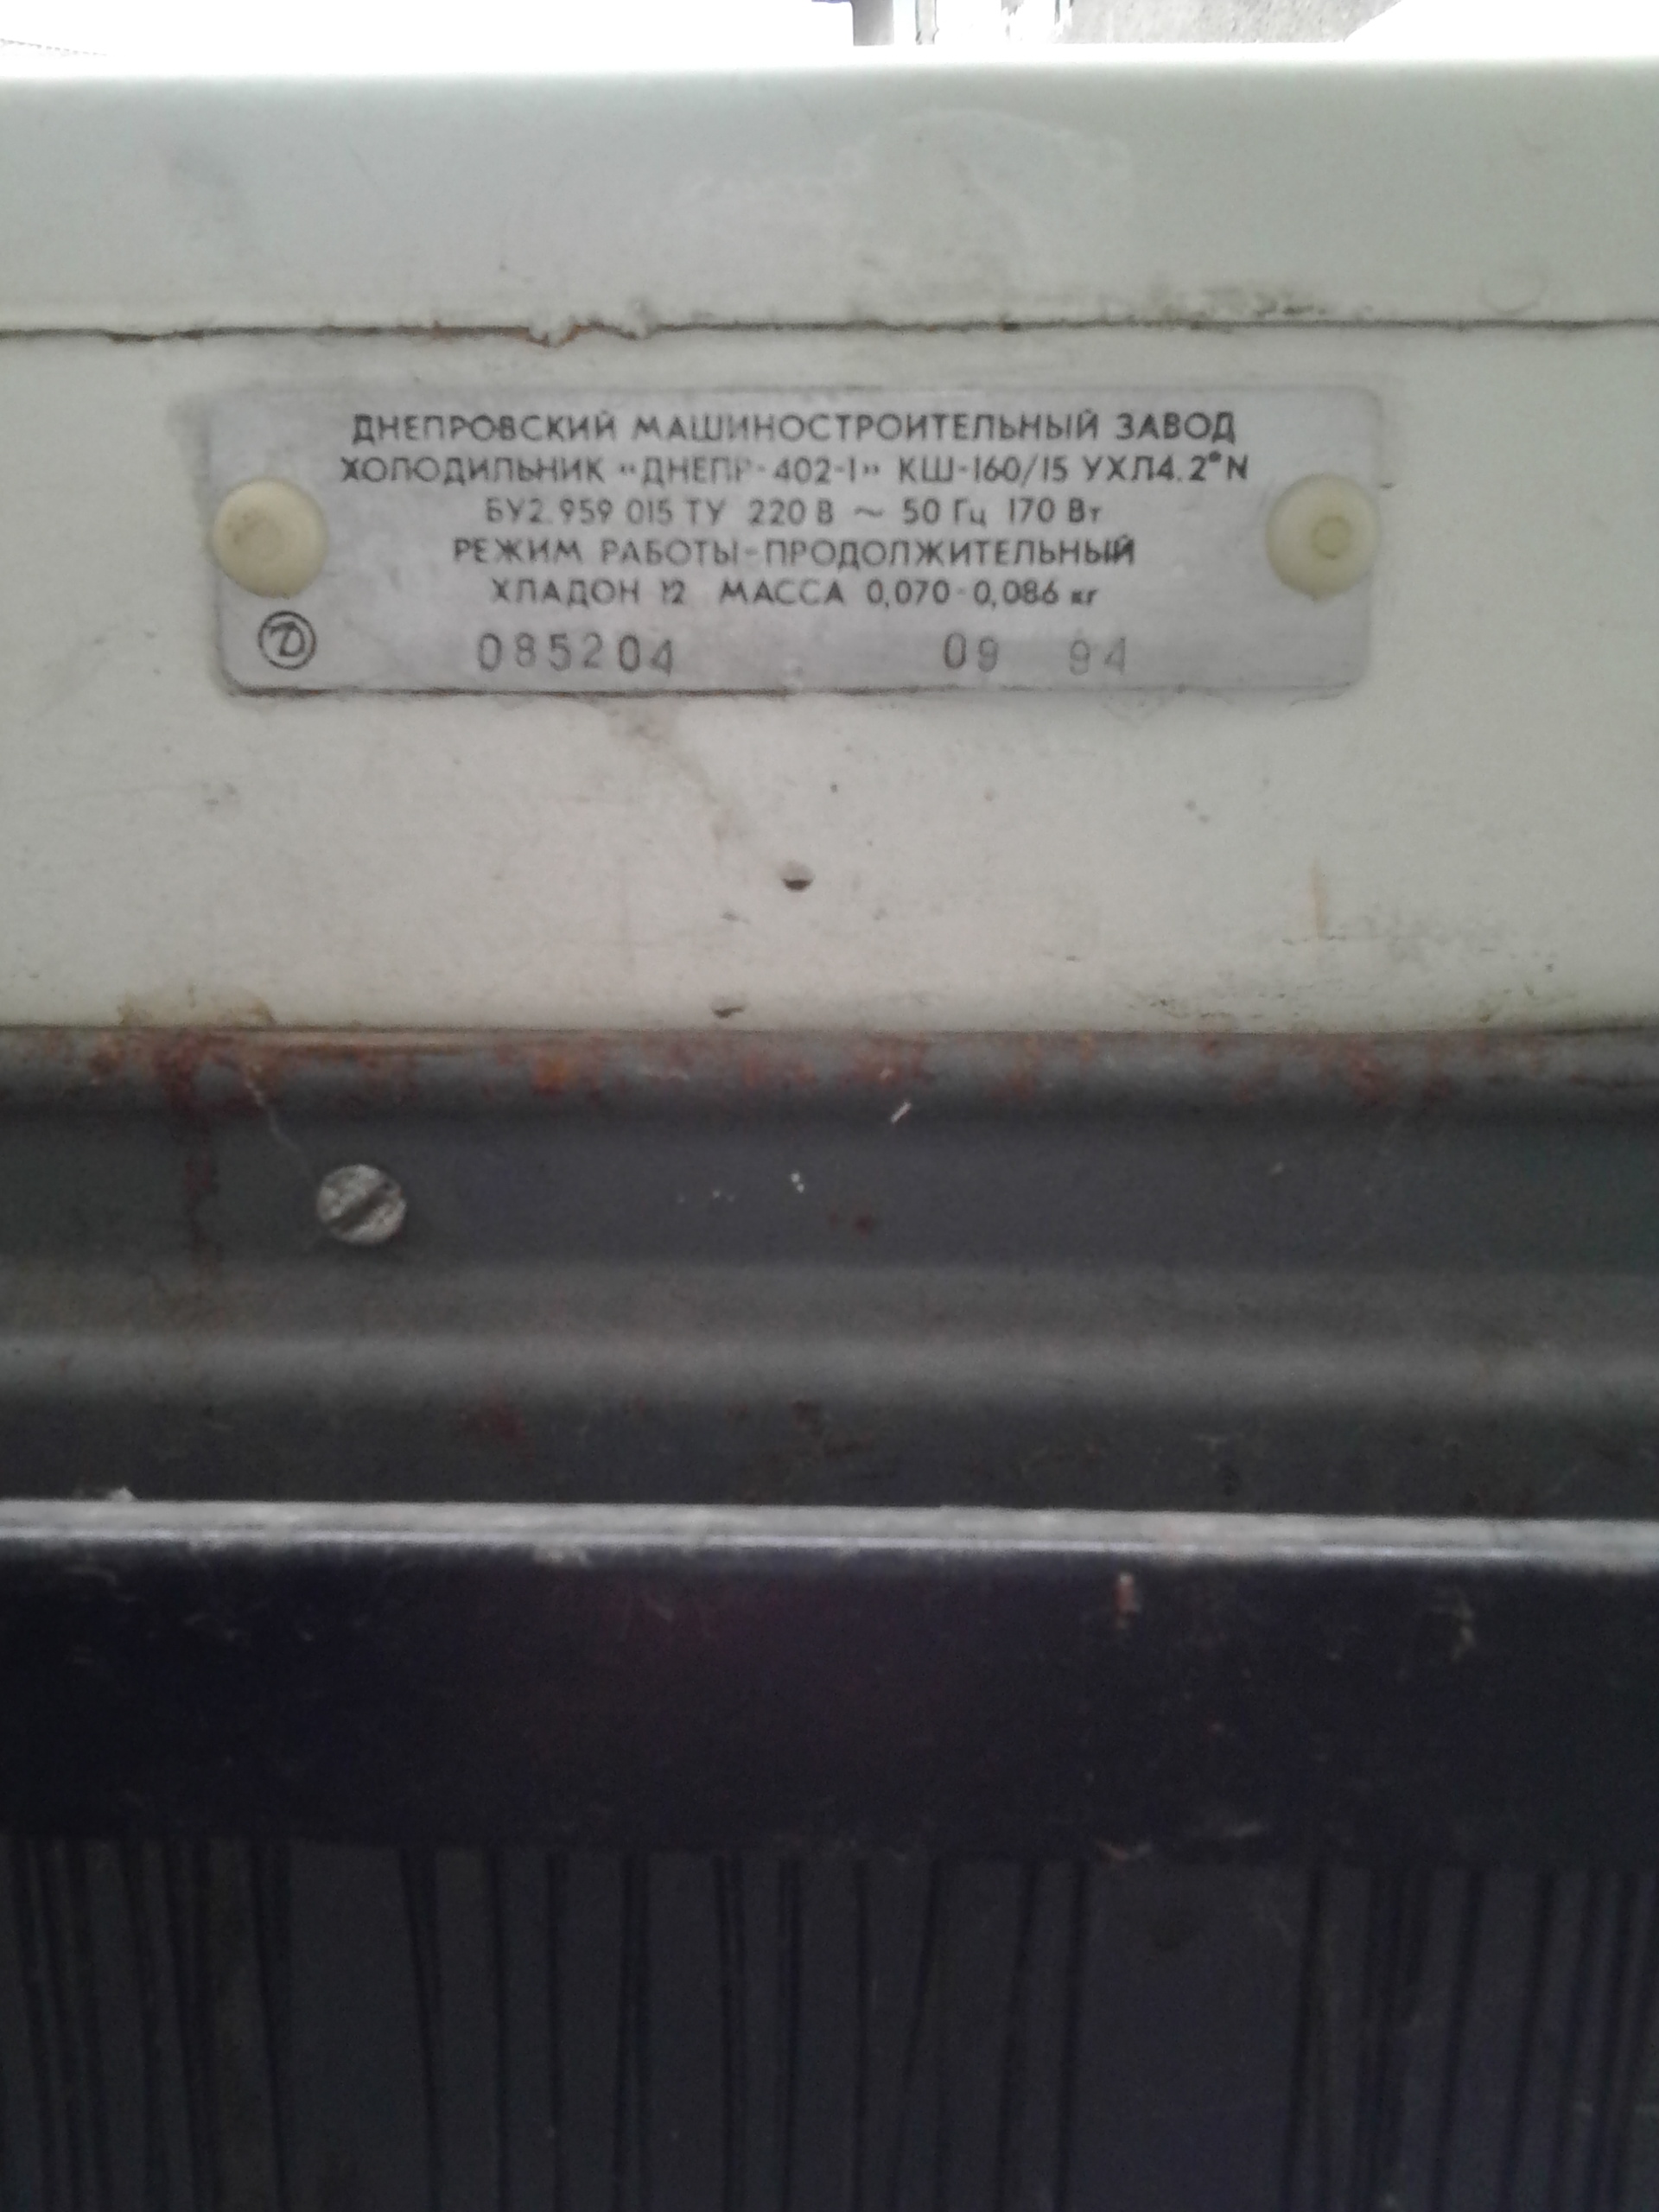 ДНЕПРОВСКИЙ МАШИНОСТРОИТЕЛЬНЫЙ ЗАВОД
ХОЛОДИЛЬНИК "ДНЕПР-402-1" КШ-160/15 УХЛ4.2* N
БУ2.959 015 ТУ 220 В ~ 50 Гц 170 Вт
РЕЖИМ РАБОТЫ-ПРОДОЛЖИТЕЛЬНЫЙ
ХЛАДОН 12 МАССА 0,070-0,086 кг
085204 09 94